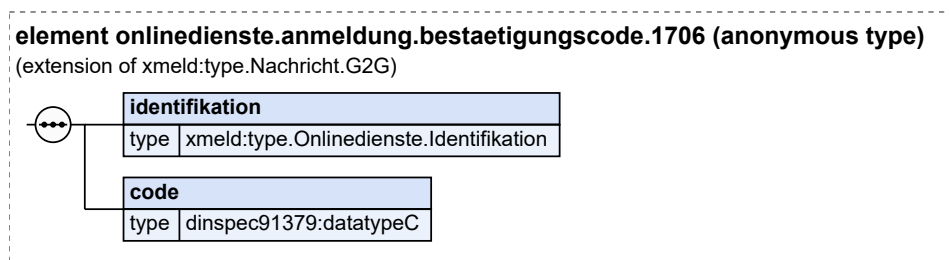 element onlinedienste.anmeldung.bestaetigungscode.1706 (anonymous type)
(extension of xmeld:type.Nachricht.G2G)
identifikation
type xmeld:type.Onlinedienste.Identifikation
code
type dinspec91379:datatypeC